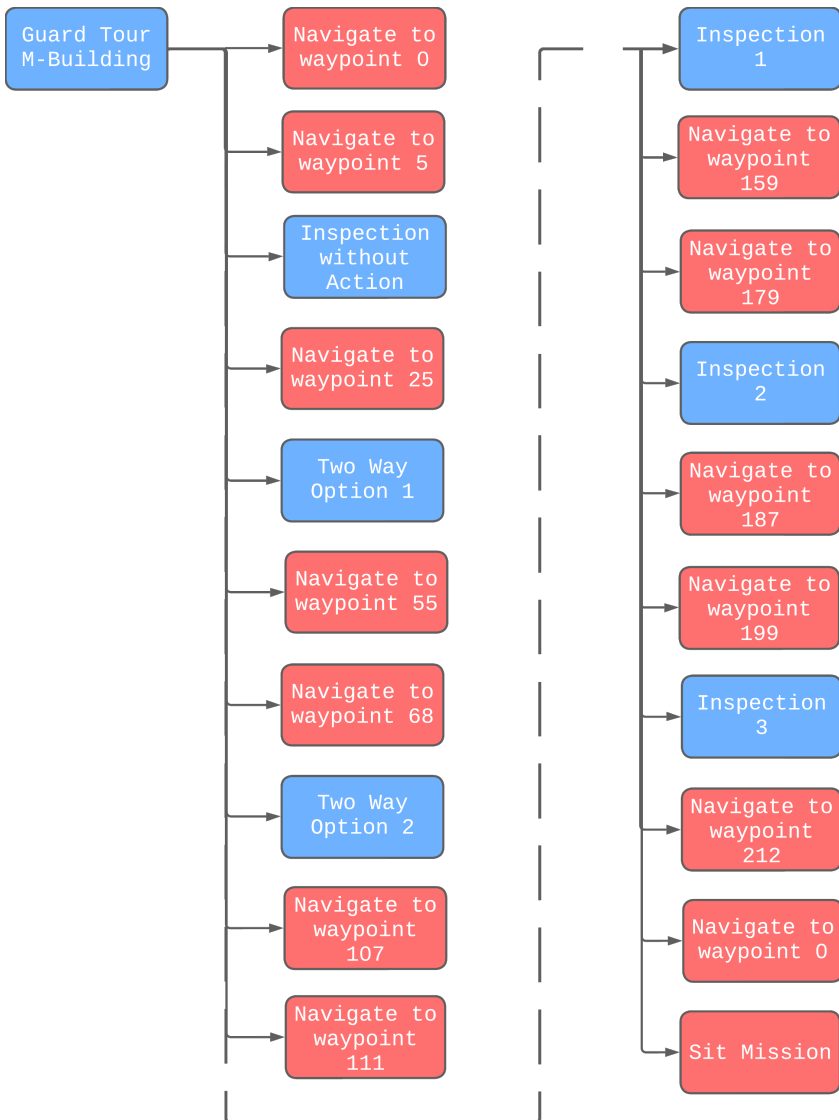 Guard Tour
M-Building
Navigate to
waypoint 0
Navigate to
waypoint 5
Inspection
without
Action
Navigate to
waypoint 25
Two Way
Option 1
Navigate to
waypoint 55
Navigate to
waypoint 68
Two Way
Option 2
Navigate to
waypoint
107
Navigate to
waypoint
111
Inspection
1
Navigate to
waypoint
159
Navigate to
waypoint
179
Inspection
2
Navigate to
waypoint
187
Navigate to
waypoint
199
Inspection
3
Navigate to
waypoint
212
Navigate to
waypoint 0
Sit Mission